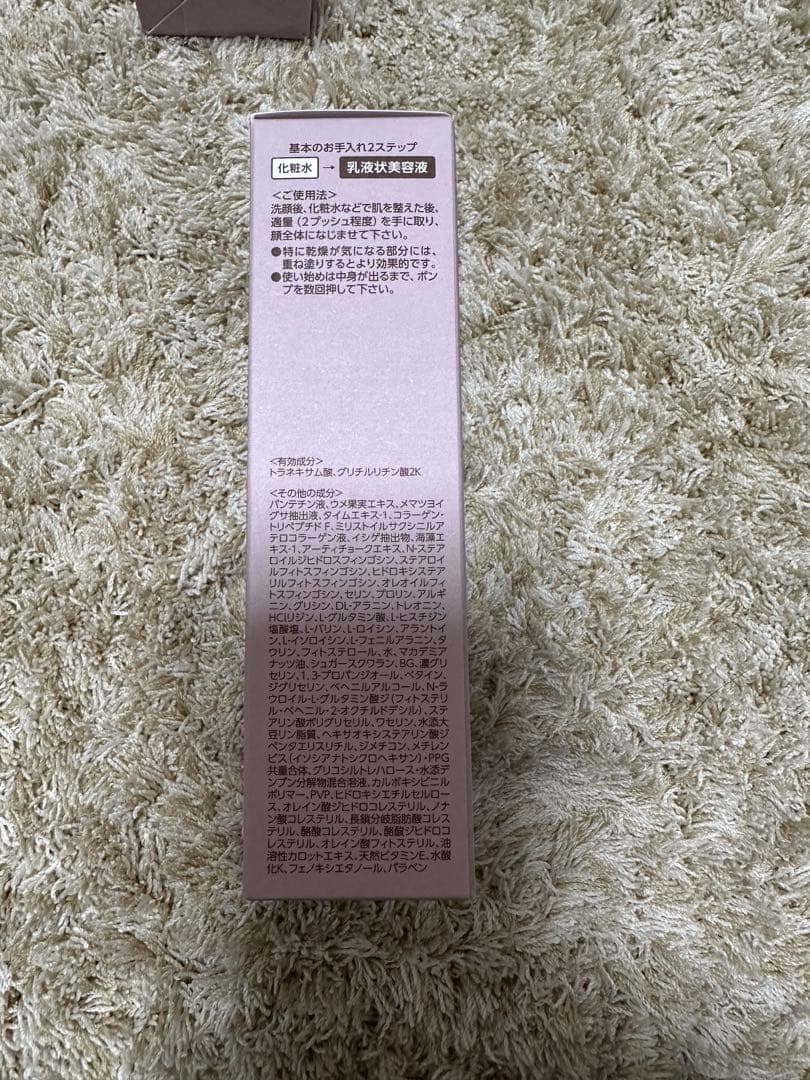 基本のお手入れ2ステップ
化粧水 → 乳液状美容液
＜ご使用法＞
洗顔後、化粧水などで肌を整えた後、
適量（2プッシュ程度）を手に取り、
顔全体になじませて下さい。
●特に乾燥が気になる部分には、
重ね塗りするとより効果的です。
●使い始めは中身が出るまで、ポン
プを数回押して下さい。
＜有効成分＞
トラネキサム酸、グリチルリチン酸2K
＜その他の成分＞
パンテチン液、ウメ果実エキス、メマツヨイ
グサ抽出液、タイムエキス-1、コラーゲン・
トリペプチド F、ミリストイルサクシニルア
テロコラーゲン液、イシゲ抽出物、海藻エ
キス-1、アーティチョークエキス、N-ステア
ロイルジヒドロスフィンゴシン、ステアロイ
ルフィトスフィンゴシン、ヒドロキシステア
リルフィトスフィンゴシン、オレオイルフィ
トスフィンゴシン、セリン、プロリン、アルギ
ニン、グリシン、DL-アラニン、トレオニン、
HClリジン、L-グルタミン酸、L-ヒスチジン
塩酸塩、L-バリン、L-ロイシン、アラントイ
ン、L-イソロイシン、L-フェニルアラニン、タ
ウリン、フィトステロール、水、マカデミア
ナッツ油、シュガースクワラン、BG、濃グリ
セリン、1,3-プロパンジオール、ベタイン、
ジグリセリン、ベヘニルアルコール、N-ラ
ウロイル-L-グルタミン酸ジ（フィトステリ
ル・ベヘニル・2-オクチルドデシル）、ステ
アリン酸ポリグリセリル、ワセリン、水添大
豆リン脂質、ヘキサオキシステアリン酸ジ
ペンタエリスリチル、ジメチコン、メチレン
ビス（イソシアナトシクロヘキサン）・PPG
共重合体、グリコシルトレハロース・水添デ
ンプン分解物混合溶液、カルボキシビニル
ポリマー、PVP、ヒドロキシエチルセルロー
ス、オレイン酸ジヒドロコレステリル、ノナ
ン酸コレステリル、長鎖分岐脂肪酸コレス
テリル、酪酸コレステリル、酪酸ジヒドロコ
レステリル、オレイン酸フィトステリル、油
溶性カロットエキス、天然ビタミンE、水酸
化K、フェノキシエタノール、パラベン